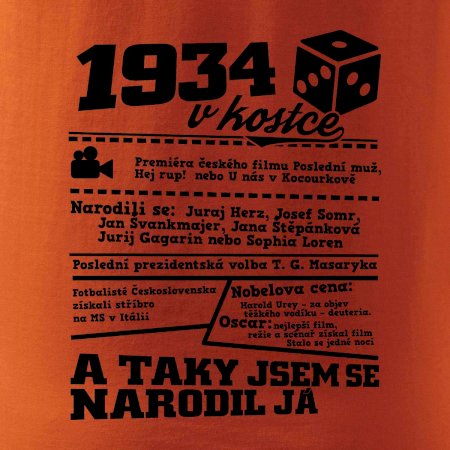 1934
v kostce
Premiéra českého filmu Poslední muž,
Hej rup! nebo U nás v Kocourkově
Narodili se: Juraj Herz, Josef Somr,
Jan Švankmajer, Jana Štěpánková
Jurij Gagarin nebo Sophia Loren
Poslední prezidentská volba T. G. Masaryka
Fotbalisté Československa
získali stříbro
na MS v Itálii
Nobelova cena:
Harold Urey - za objev
těžkého vodíku - deuteria.
Oscar: nejlepší film,
režie a scénař získal film
Stalo se jedné noci
A TAKY JSEM SE
NARODIL JÁ